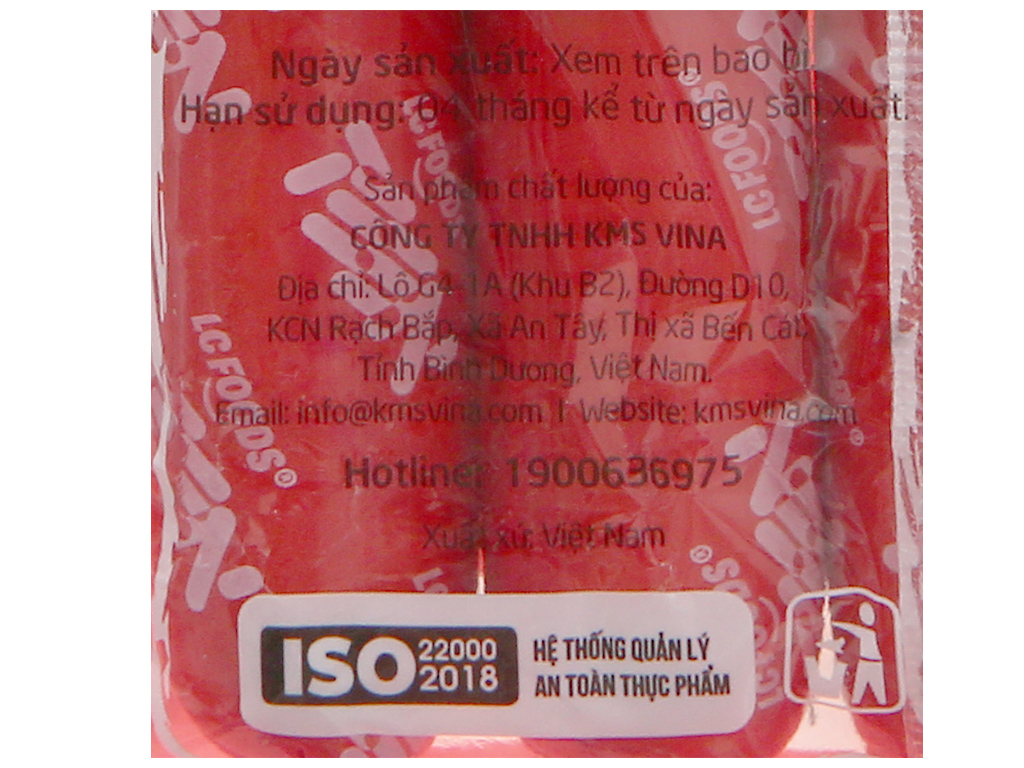 Ngày sản xuất: Xem trên bao bì.
Hạn sử dụng: 04 tháng kể từ ngày sản xuất.
Sản phẩm chất lượng của:
CÔNG TY TNHH KMS VINA
Địa chỉ: Lô G4-1A (Khu B2), Đường D10,
KCN Rạch Bắp, Xã An Tây, Thị xã Bến Cát,
Tỉnh Bình Dương, Việt Nam.
Email: info@kmsvina.com | Website: kmsvina.com
Hotline: 1900636975
Xuất xứ: Việt Nam
LC FOODS®
LC FOODS
LC FOODS®
ISO 22000 2018
HỆ THỐNG QUẢN LÝ
AN TOÀN THỰC PHẨM